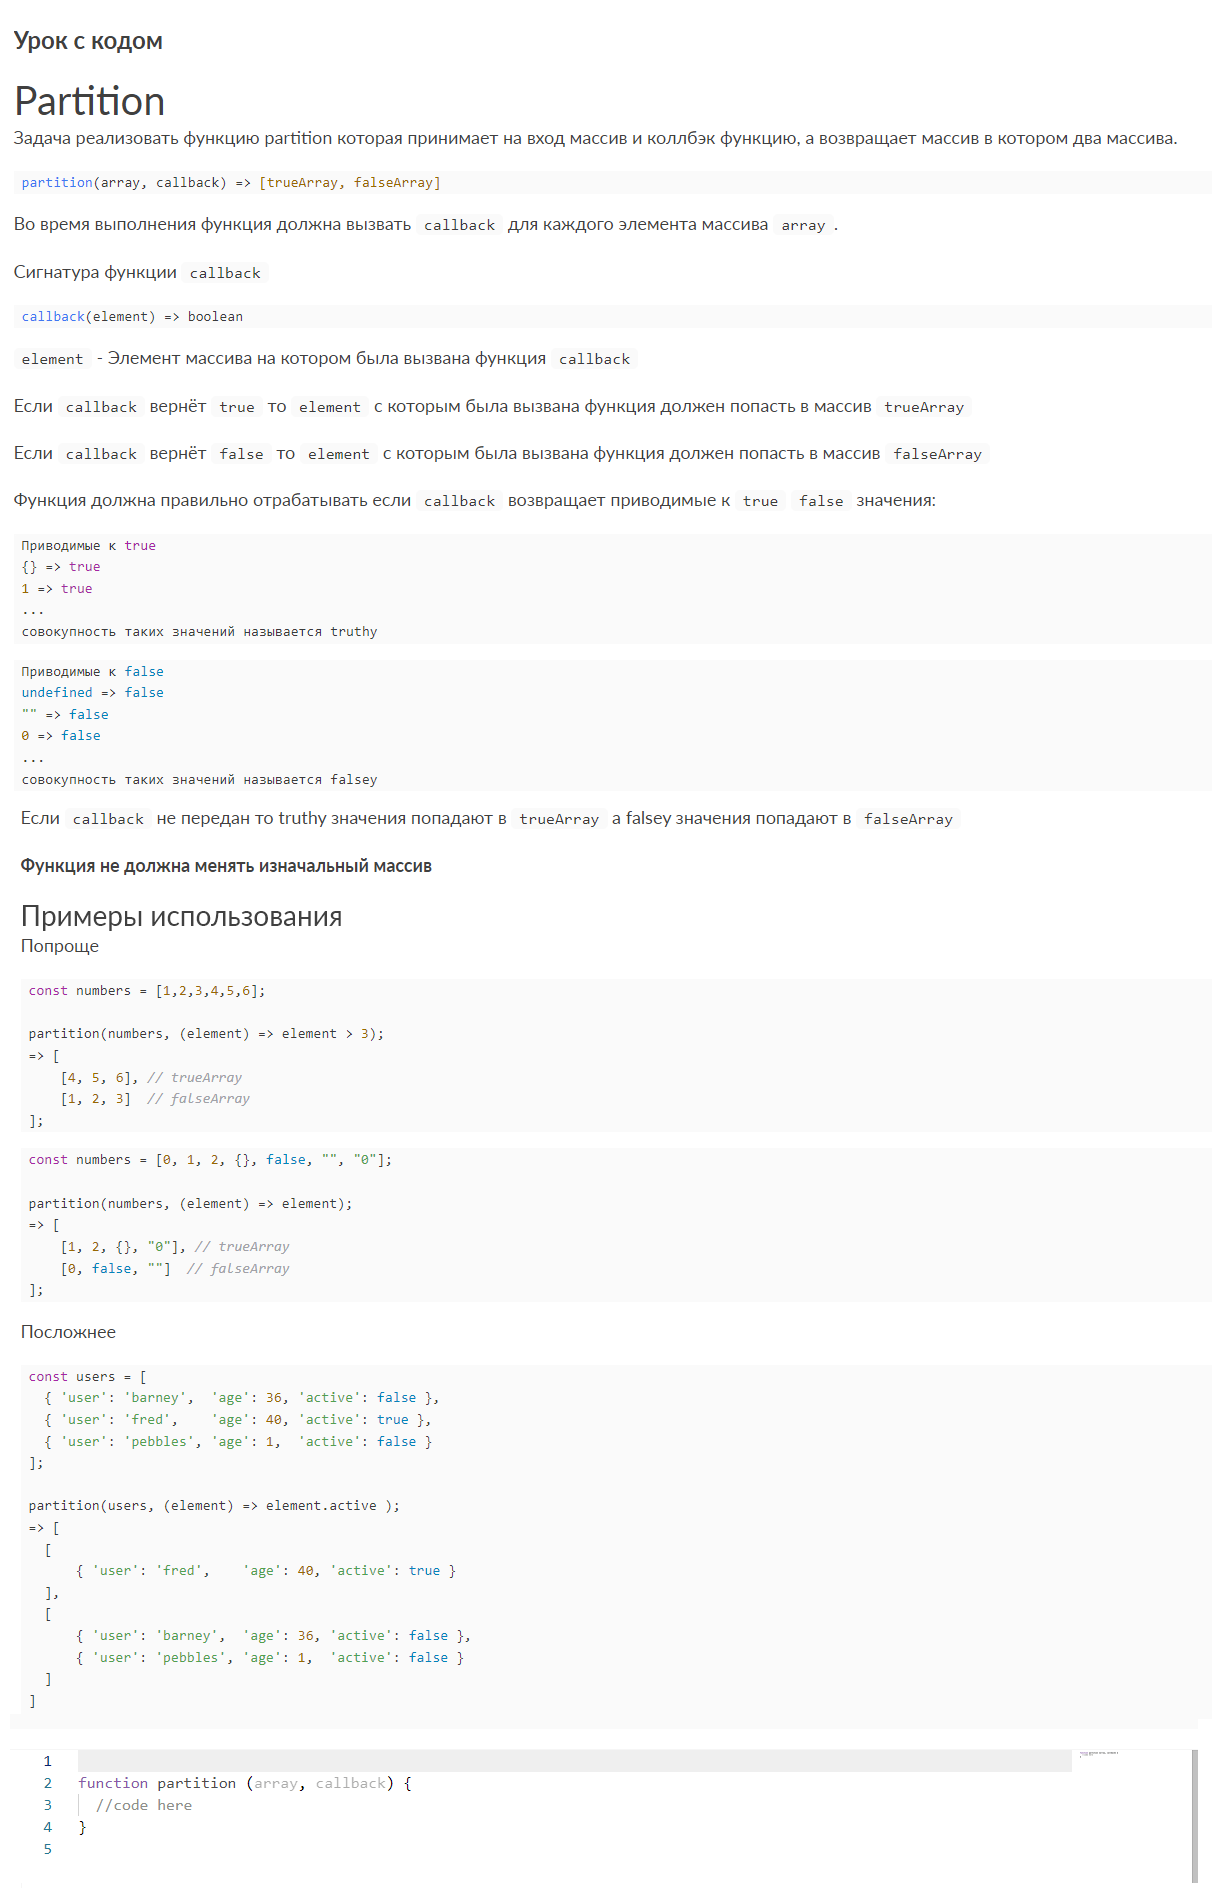 Урок с кодом
Partition
Задача реализовать функцию partition которая принимает на вход массив и коллбэк функцию, а возвращает массив в котором два массива.
partition(array, callback) => [trueArray, falseArray]
Во время выполнения функция должна вызвать callback для каждого элемента массива array .
Сигнатура функции callback
callback(element) => boolean
element - Элемент массива на котором была вызвана функция callback
Если callback вернёт true то element с которым была вызвана функция должен попасть в массив trueArray
Если callback вернёт false то element с которым была вызвана функция должен попасть в массив falseArray
Функция должна правильно отрабатывать если callback возвращает приводимые к true false значения:
Приводимые к true
{} => true
1 => true
...
совокупность таких значений называется truthy
Приводимые к false
undefined => false
"" => false
0 => false
...
совокупность таких значений называется falsey
Если callback не передан то truthy значения попадают в trueArray а falsey значения попадают в falseArray
Функция не должна менять изначальный массив
Примеры использования
Попроще
const numbers = [1,2,3,4,5,6];
partition(numbers, (element) => element > 3);
=> [
[4, 5, 6], // trueArray
[1, 2, 3] // falseArray
];
const numbers = [0, 1, 2, {}, false, "", "0"];
partition(numbers, (element) => element);
=> [
[1, 2, {}, "0"], // trueArray
[0, false, ""] // falseArray
];
Посложнее
const users = [
{ 'user': 'barney', 'age': 36, 'active': false },
{ 'user': 'fred', 'age': 40, 'active': true },
{ 'user': 'pebbles', 'age': 1, 'active': false }
];
partition(users, (element) => element.active );
=> [
[
{ 'user': 'fred', 'age': 40, 'active': true }
],
[
{ 'user': 'barney', 'age': 36, 'active': false },
{ 'user': 'pebbles', 'age': 1, 'active': false }
]
]
1
2 function partition (array, callback) {
3 //code here
4 }
5